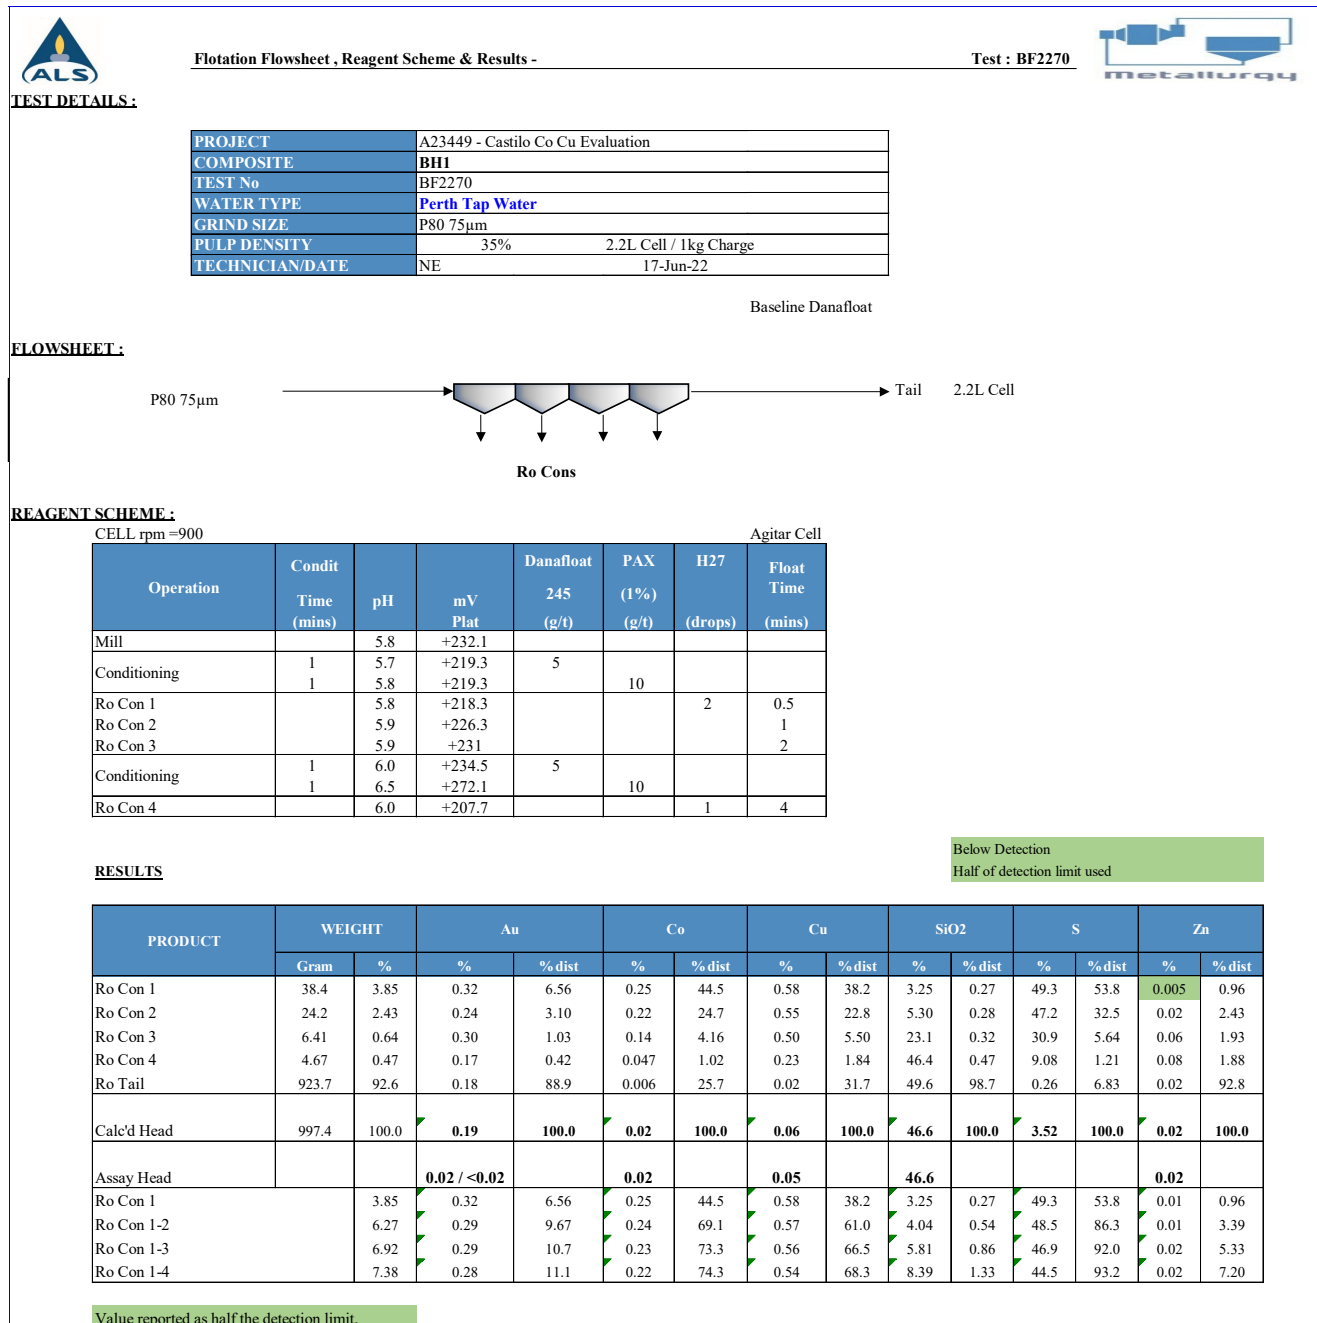 ALS
Flotation Flowsheet , Reagent Scheme & Results -
Test : BF2270
metallurgy
TEST DETAILS :
PROJECT A23449 - Castilo Co Cu Evaluation
COMPOSITE BH1
TEST No BF2270
WATER TYPE Perth Tap Water
GRIND SIZE P80 75µm
PULP DENSITY 35% 2.2L Cell / 1kg Charge
TECHNICIAN/DATE NE 17-Jun-22
Baseline Danafloat
FLOWSHEET :
P80 75µm Tail 2.2L Cell
Ro Cons
REAGENT SCHEME :
CELL rpm =900 Agitar Cell
Operation Condit Time (mins) pH mV Plat Danafloat 245 (g/t) PAX (1%) (g/t) H27 (drops) Float Time (mins)
Mill 5.8 +232.1
Conditioning 1 5.7 +219.3 5
1 5.8 +219.3 10
Ro Con 1 5.8 +218.3 2 0.5
Ro Con 2 5.9 +226.3 1
Ro Con 3 5.9 +231 2
Conditioning 1 6.0 +234.5 5
1 6.5 +272.1 10
Ro Con 4 6.0 +207.7 1 4
Below Detection
RESULTS Half of detection limit used
PRODUCT WEIGHT Au Co Cu SiO2 S Zn
Gram % % %dist % %dist % %dist % %dist % %dist % %dist
Ro Con 1 38.4 3.85 0.32 6.56 0.25 44.5 0.58 38.2 3.25 0.27 49.3 53.8 0.005 0.96
Ro Con 2 24.2 2.43 0.24 3.10 0.22 24.7 0.55 22.8 5.30 0.28 47.2 32.5 0.02 2.43
Ro Con 3 6.41 0.64 0.30 1.03 0.14 4.16 0.50 5.50 23.1 0.32 30.9 5.64 0.06 1.93
Ro Con 4 4.67 0.47 0.17 0.42 0.047 1.02 0.23 1.84 46.4 0.47 9.08 1.21 0.08 1.88
Ro Tail 923.7 92.6 0.18 88.9 0.006 25.7 0.02 31.7 49.6 98.7 0.26 6.83 0.02 92.8
Calc'd Head 997.4 100.0 0.19 100.0 0.02 100.0 0.06 100.0 46.6 100.0 3.52 100.0 0.02 100.0
Assay Head 0.02 / <0.02 0.02 0.05 46.6 0.02
Ro Con 1 3.85 0.32 6.56 0.25 44.5 0.58 38.2 3.25 0.27 49.3 53.8 0.01 0.96
Ro Con 1-2 6.27 0.29 9.67 0.24 69.1 0.57 61.0 4.04 0.54 48.5 86.3 0.01 3.39
Ro Con 1-3 6.92 0.29 10.7 0.23 73.3 0.56 66.5 5.81 0.86 46.9 92.0 0.02 5.33
Ro Con 1-4 7.38 0.28 11.1 0.22 74.3 0.54 68.3 8.39 1.33 44.5 93.2 0.02 7.20
Value reported as half the detection limit.